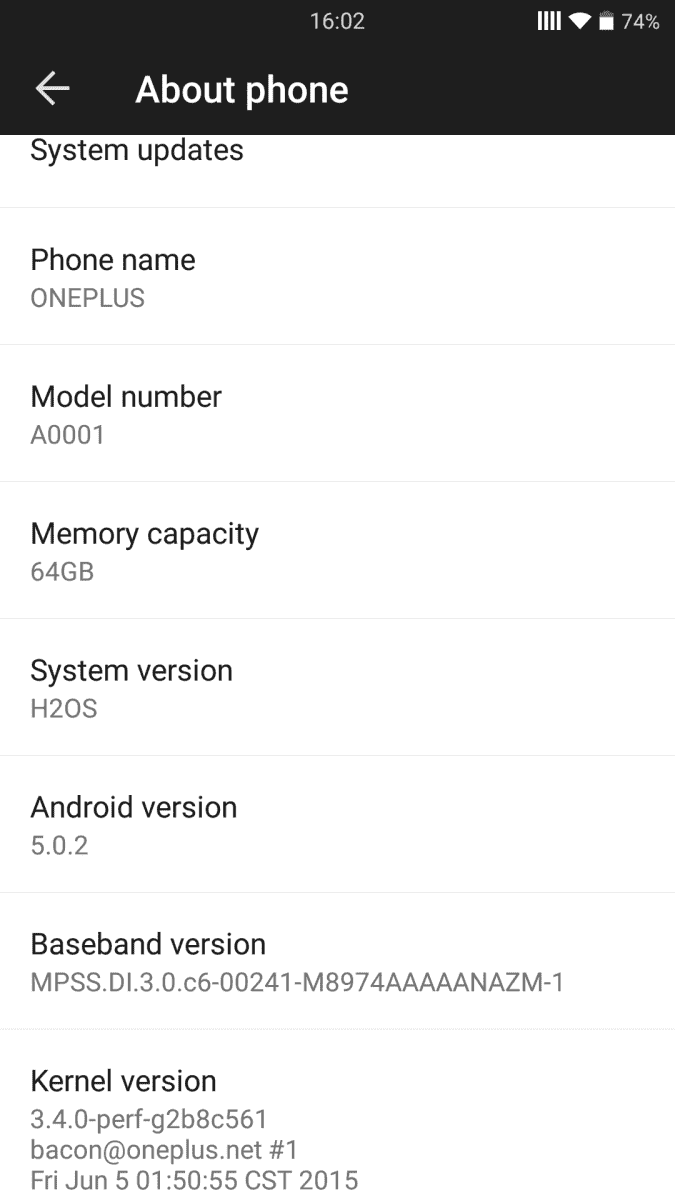 16:02
74%
About phone
System updates
Phone name
ONEPLUS
Model number
A0001
Memory capacity
64GB
System version
H2OS
Android version
5.0.2
Baseband version
MPSS.DI.3.0.c6-00241-M8974AAAAANAZM-1
Kernel version
3.4.0-perf-g2b8c561
bacon@oneplus.net #1
Fri Jun 5 01:50:55 CST 2015